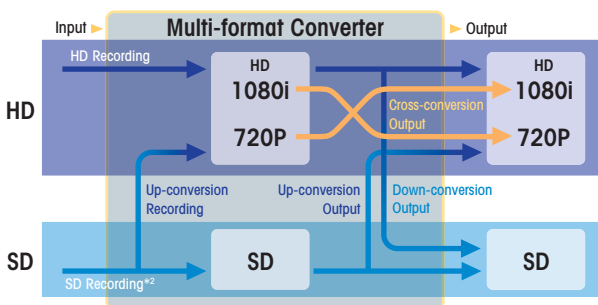 Input
Multi-format Converter
Output
HD Recording
HD
1080i
720P
HD
1080i
720P
Cross-conversion
Output
HD
Up-conversion
Recording
Up-conversion
Output
Down-conversion
Output
SD
SD Recording*2
SD
SD